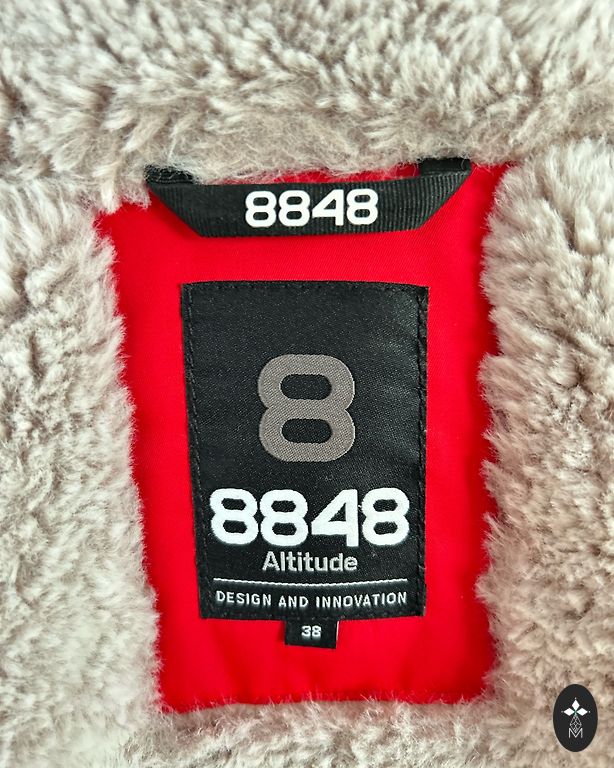 8848
8
8848
Altitude
DESIGN AND INNOVATION
38
M